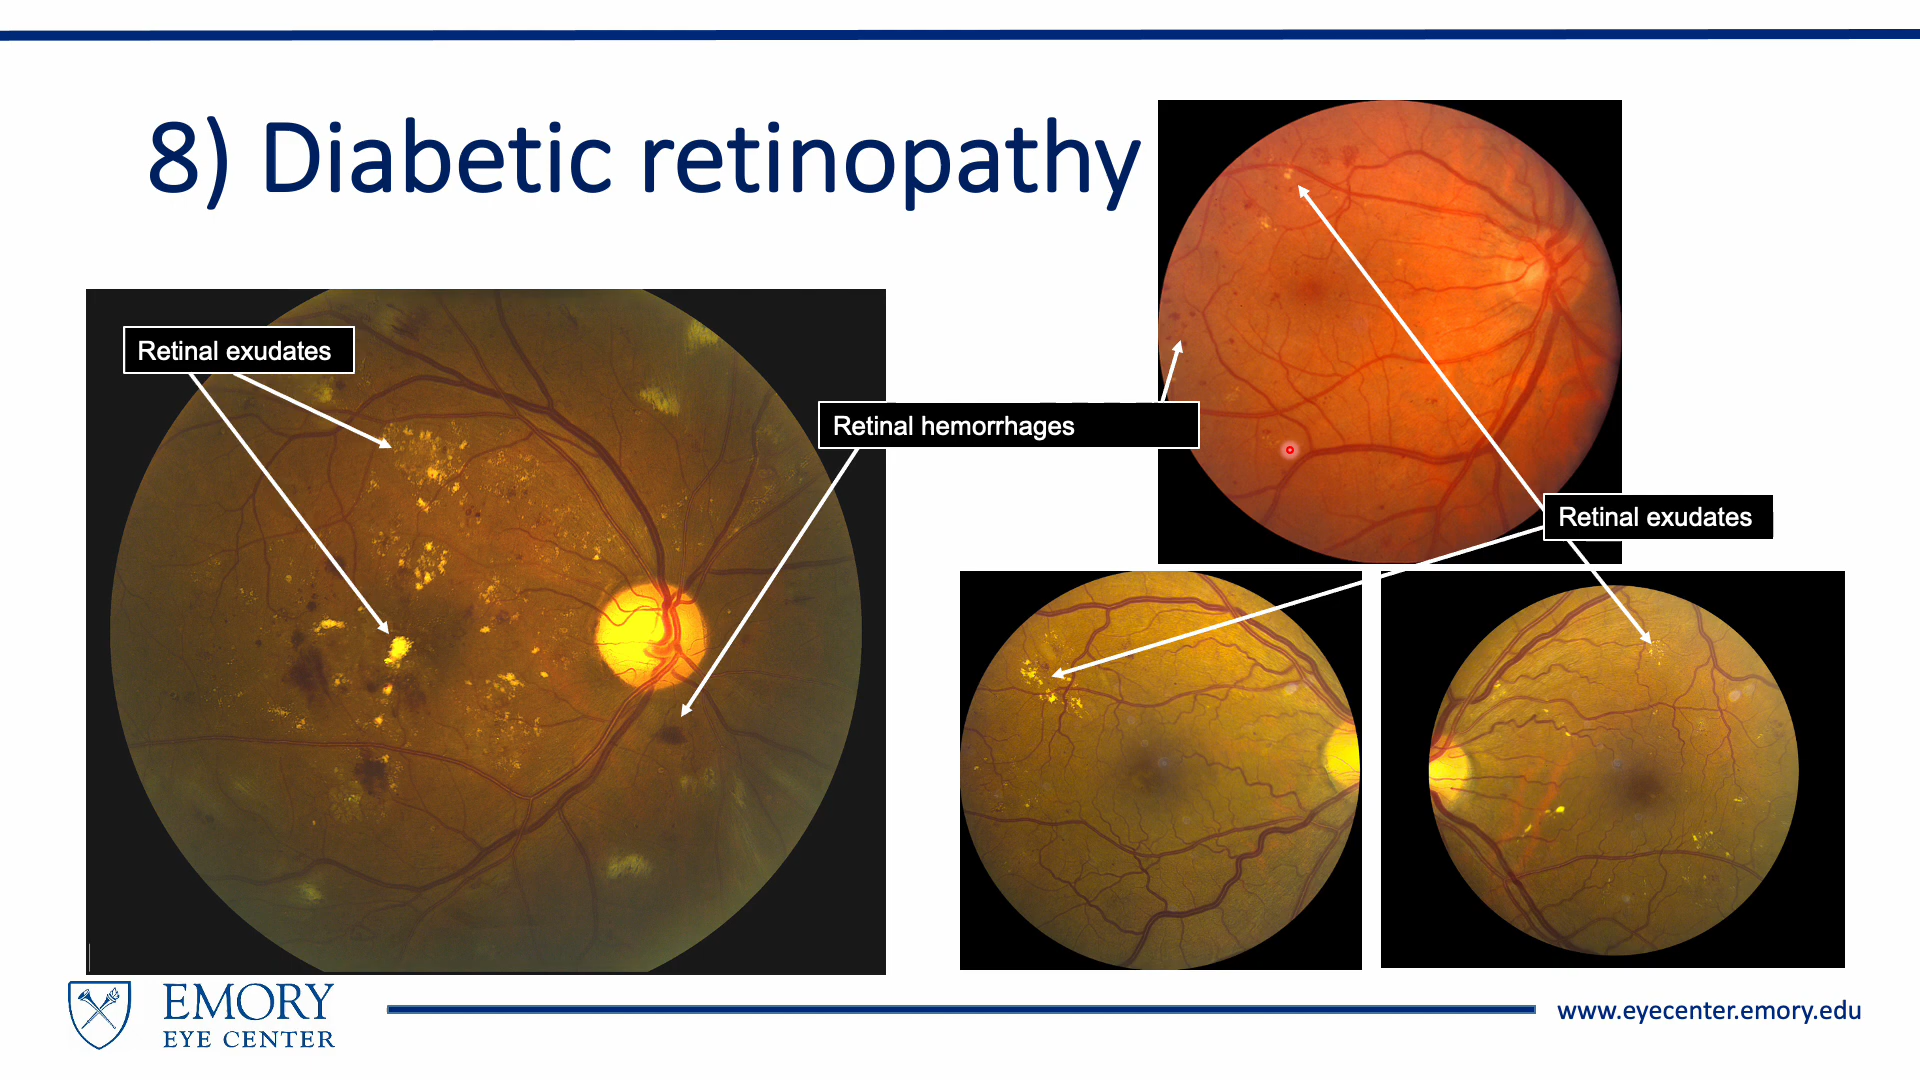 8) Diabetic retinopathy
Retinal exudates
Retinal hemorrhages
Retinal exudates
EMORY
EYE CENTER
www.eyecenter.emory.edu